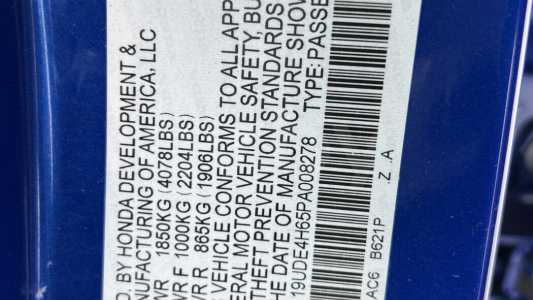 D. BY HONDA DEVELOPMENT &
NUFACTURING OF AMERICA, LLC
WR 1850KG (4078LBS)
WR F 1000KG (2204LBS)
WR R 865KG (1906LBS)
S VEHICLE CONFORMS TO ALL APP
ERAL MOTOR VEHICLE SAFETY, BU
THEFT PREVENTION STANDARDS
THE DATE OF MANUFACTURE SHOW
19UDE4H65PA008278 TYPE: PASSE
AC6 B621P .Z .A